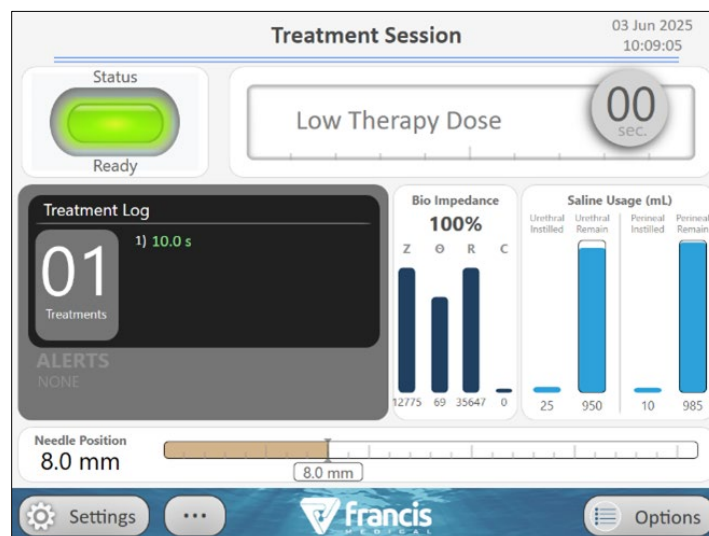 Treatment Session
03 Jun 2025
10:09:05
Status
Ready
Low Therapy Dose
00
sec.
Treatment Log
01
Treatments
1) 10.0 s
ALERTS
NONE
Bio Impedance
100%
Z Θ R C
12775 69 35647 0
Saline Usage (mL)
Urethral Urethral Perineal Perineal
Instilled Remain Instilled Remain
25 950 10 985
Needle Position
8.0 mm
8.0 mm
Settings
...
Francis
MEDICAL
Options